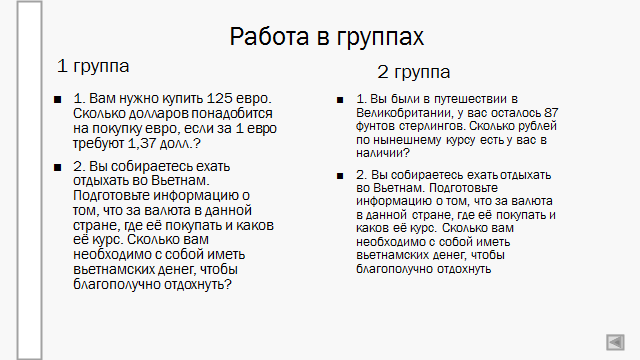 Работа в группах
1 группа
■ 1. Вам нужно купить 125 евро.
Сколько долларов понадобится
на покупку евро, если за 1 евро
требуют 1,37 долл.?
■ 2. Вы собираетесь ехать
отдыхать во Вьетнам.
Подготовьте информацию о
том, что за валюта в данной
стране, где её покупать и каков
её курс. Сколько вам
необходимо с собой иметь
вьетнамских денег, чтобы
благополучно отдохнуть?
2 группа
■ 1. Вы были в путешествии в
Великобритании, у вас осталось 87
фунтов стерлингов. Сколько рублей
по нынешнему курсу есть у вас в
наличии?
■ 2. Вы собираетесь ехать отдыхать
во Вьетнам. Подготовьте
информацию о том, что за валюта
в данной стране, где её покупать и
каков её курс. Сколько вам
необходимо с собой иметь
вьетнамских денег, чтобы
благополучно отдохнуть